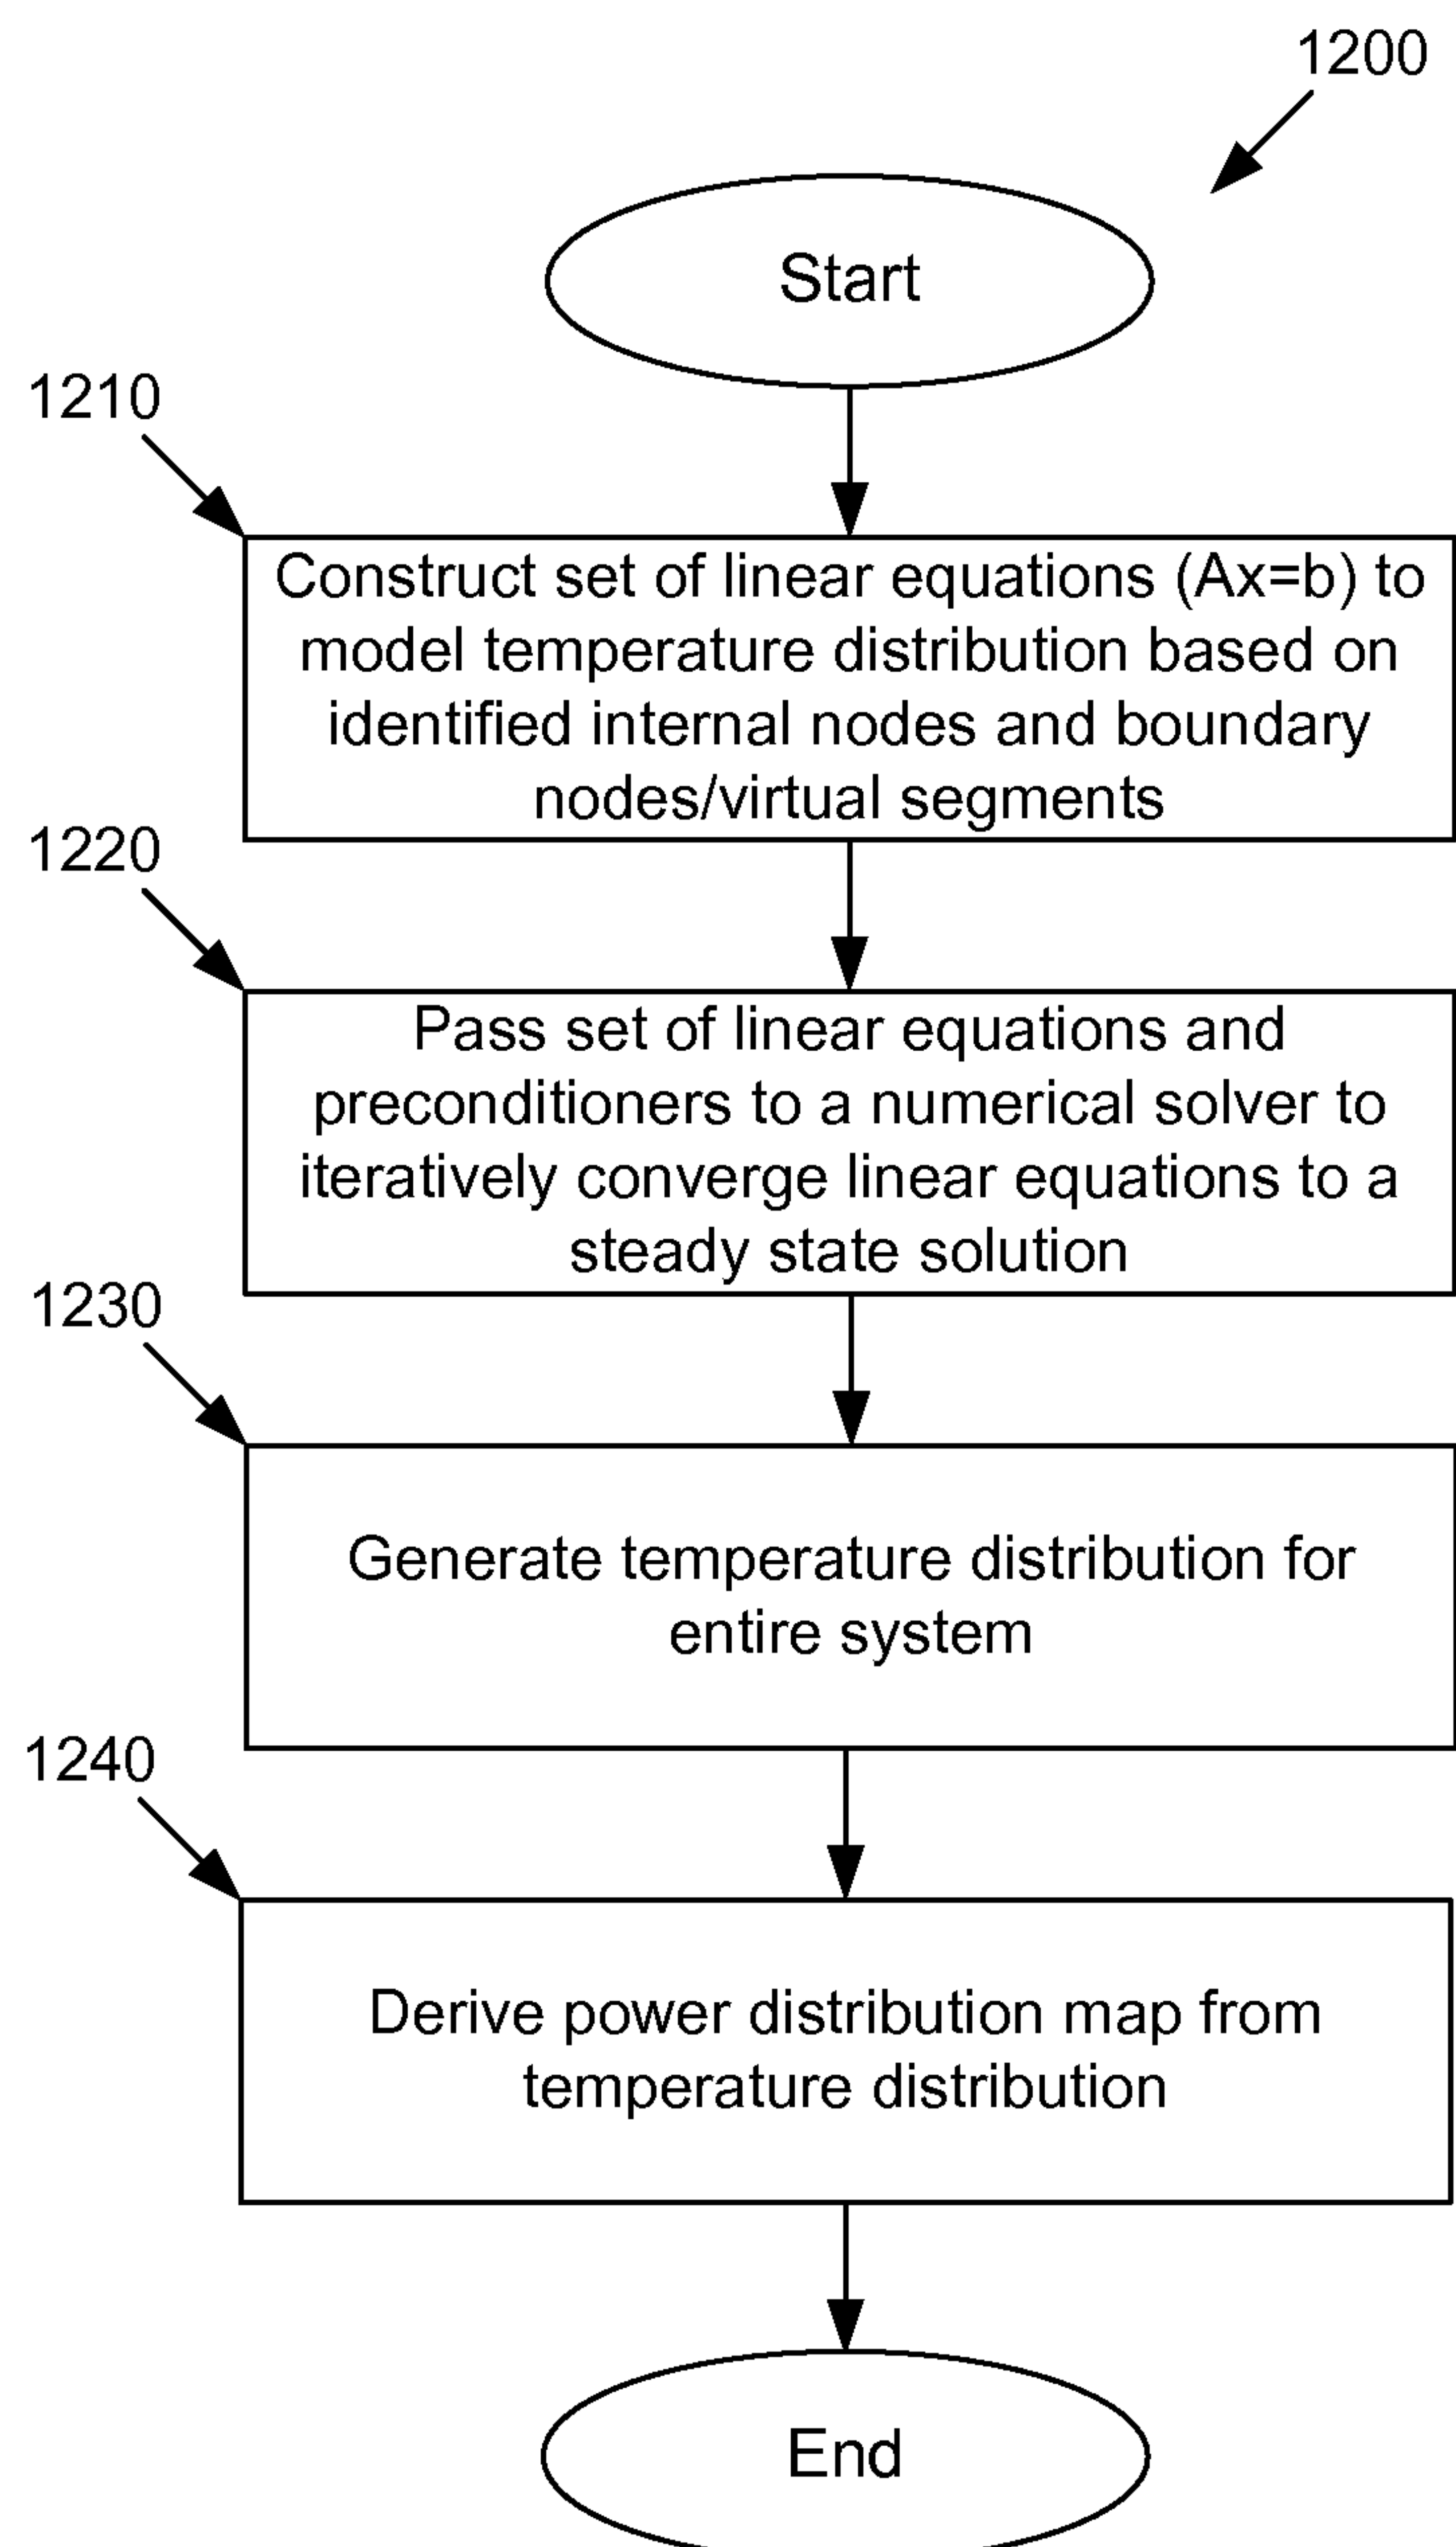 1200
Start
1210
Construct set of linear equations (Ax=b) to
model temperature distribution based on
identified internal nodes and boundary
nodes/virtual segments
1220
Pass set of linear equations and
preconditioners to a numerical solver to
iteratively converge linear equations to a
steady state solution
1230
Generate temperature distribution for
entire system
1240
Derive power distribution map from
temperature distribution
End